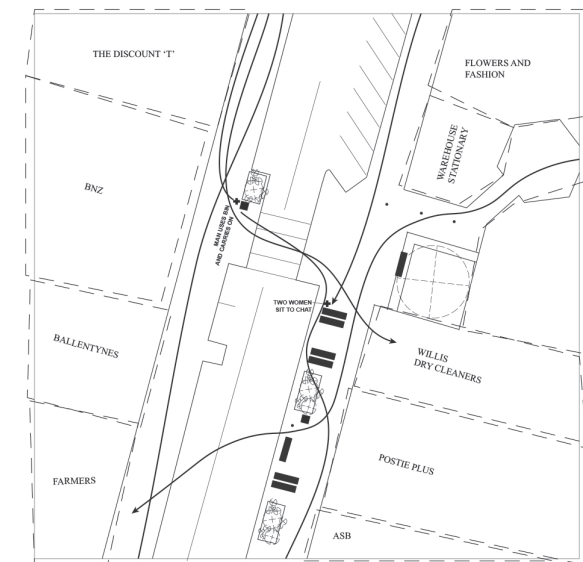 THE DISCOUNT ‘T’
FLOWERS AND
FASHION
WAREHOUSE
STATIONARY
BNZ
MAN USES BIN
AND CARRIES ON
TWO WOMEN
SIT TO CHAT
BALLENTYNES
WILLIS
DRY CLEANERS
FARMERS
POSTIE PLUS
ASB